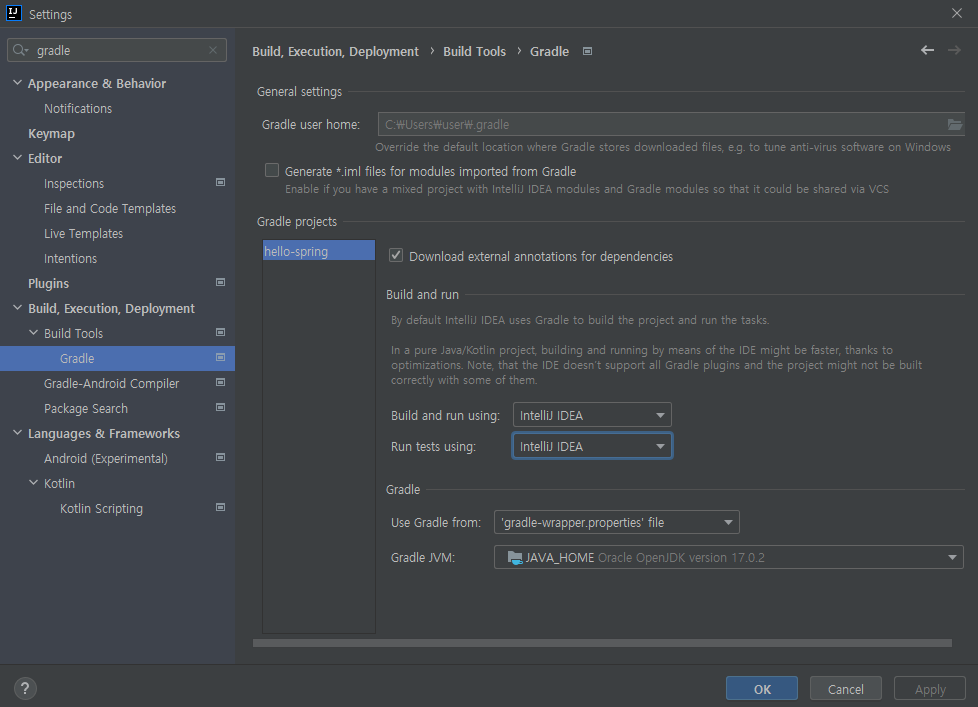 IJ
Settings
gradle
Appearance & Behavior
Notifications
Keymap
Editor
Inspections
File and Code Templates
Live Templates
Intentions
Plugins
Build, Execution, Deployment
Build Tools
Gradle
Gradle-Android Compiler
Package Search
Languages & Frameworks
Android (Experimental)
Kotlin
Kotlin Scripting
Build, Execution, Deployment › Build Tools › Gradle
General settings
Gradle user home: C:₩Users₩user₩.gradle
Override the default location where Gradle stores downloaded files, e.g. to tune anti-virus software on Windows
Generate *.iml files for modules imported from Gradle
Enable if you have a mixed project with IntelliJ IDEA modules and Gradle modules so that it could be shared via VCS
Gradle projects
hello-spring
Download external annotations for dependencies
Build and run
By default IntelliJ IDEA uses Gradle to build the project and run the tasks.
In a pure Java/Kotlin project, building and running by means of the IDE might be faster, thanks to
optimizations. Note, that the IDE doesn't support all Gradle plugins and the project might not be built
correctly with some of them.
Build and run using: IntelliJ IDEA
Run tests using: IntelliJ IDEA
Gradle
Use Gradle from: 'gradle-wrapper.properties' file
Gradle JVM: JAVA_HOME Oracle OpenJDK version 17.0.2
?
OK
Cancel
Apply